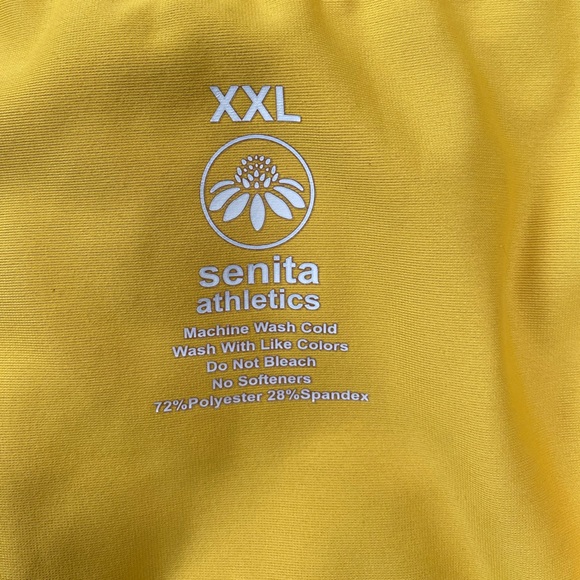 XXL
senita
athletics
Machine Wash Cold
Wash With Like Colors
Do Not Bleach
No Softeners
72%Polyester 28%Spandex